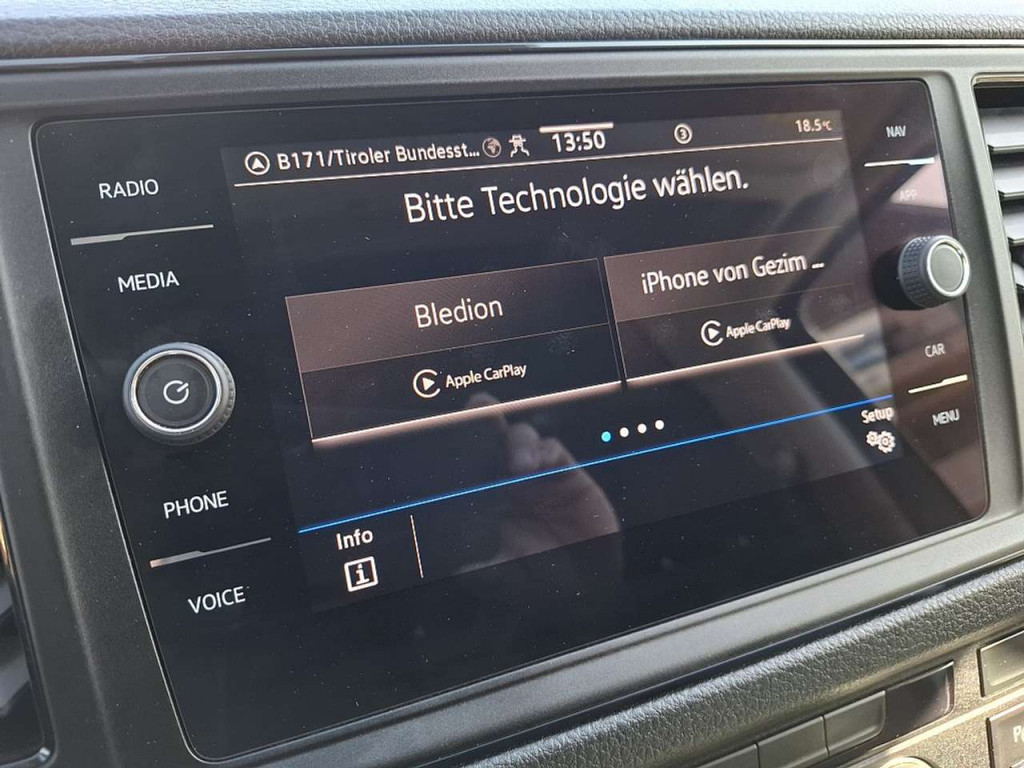 B171/Tiroler Bundesst... 13:50 3 18.5°C
NAV
RADIO
APP
Bitte Technologie wählen.
MEDIA
Bledion
iPhone von Gezim ...
Apple CarPlay
Apple CarPlay
CAR
MENU
Setup
PHONE
Info
i
VOICE